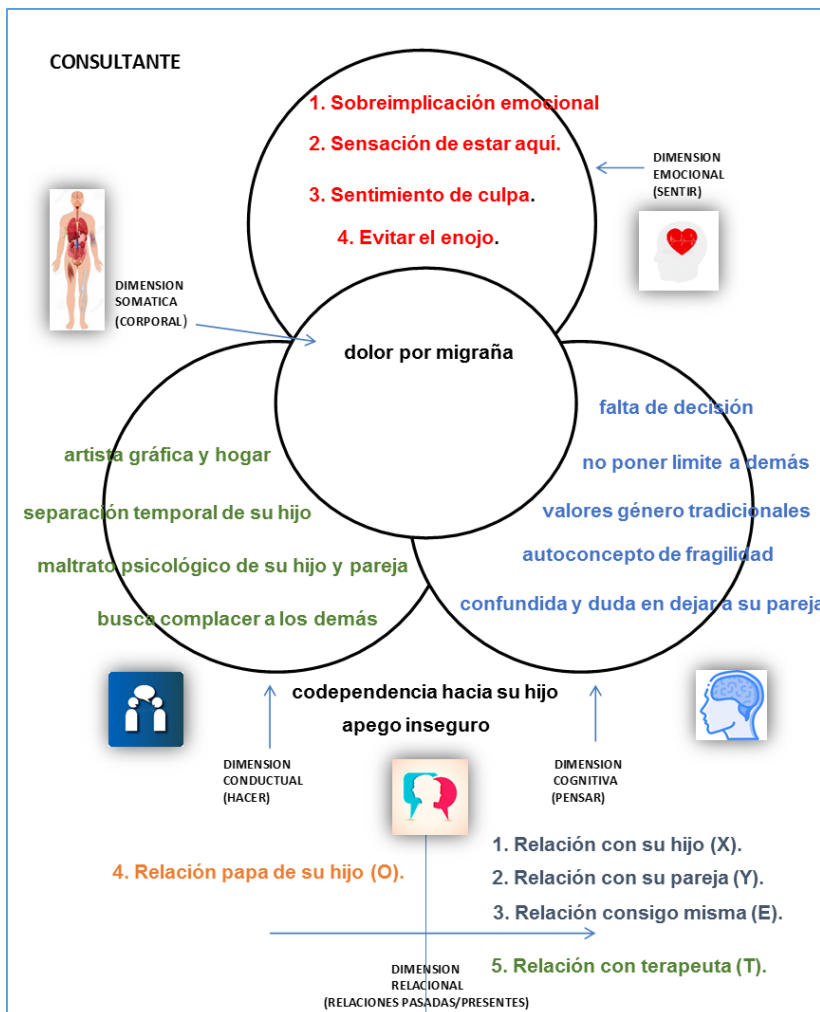 CONSULTANTE
1. Sobreimplicación emocional
2. Sensación de estar aquí.
3. Sentimiento de culpa.
4. Evitar el enojo.
DIMENSION
EMOCIONAL
(SENTIR)
DIMENSION
SOMATICA
(CORPORAL)
dolor por migraña
artista gráfica y hogar
separación temporal de su hijo
maltrato psicológico de su hijo y pareja
busca complacer a los demás
falta de decisión
no poner limite a demás
valores género tradicionales
autoconcepto de fragilidad
confundida y duda en dejar a su pareja
codependencia hacia su hijo
apego inseguro
DIMENSION
CONDUCTUAL
(HACER)
DIMENSION
COGNITIVA
(PENSAR)
4. Relación papa de su hijo (O).
1. Relación con su hijo (X).
2. Relación con su pareja (Y).
3. Relación consigo misma (E).
5. Relación con terapeuta (T).
DIMENSION
RELACIONAL
(RELACIONES PASADAS/PRESENTES)